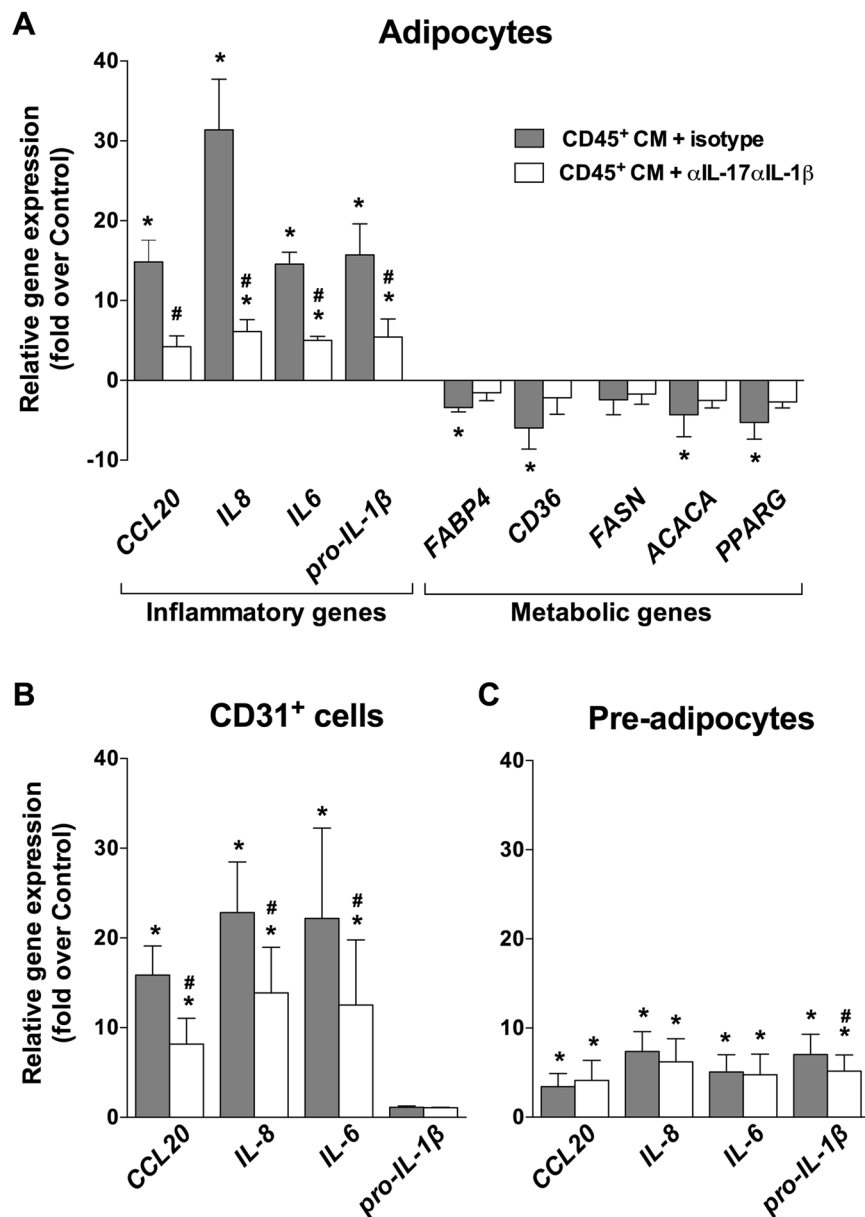 A
Adipocytes
Relative gene expression
(fold over Control)
40
30
20
10
0
-10
CD45+ CM + isotype
CD45+ CM + αIL-17αIL-1β
*
*
*
*
#
#
*
#
*
#
*
*
*
*
*
CCL20
IL8
IL6
pro-IL-1β
FABP4
CD36
FASN
ACACA
PPARG
Inflammatory genes
Metabolic genes
B
CD31+ cells
Relative gene expression
(fold over Control)
40
30
20
10
0
*
#
*
*
#
*
*
#
*
CCL20
IL-8
IL-6
pro-IL-1β
C
Pre-adipocytes
40
30
20
10
0
*
*
*
*
*
*
*
#
*
CCL20
IL-8
IL-6
pro-IL-1β